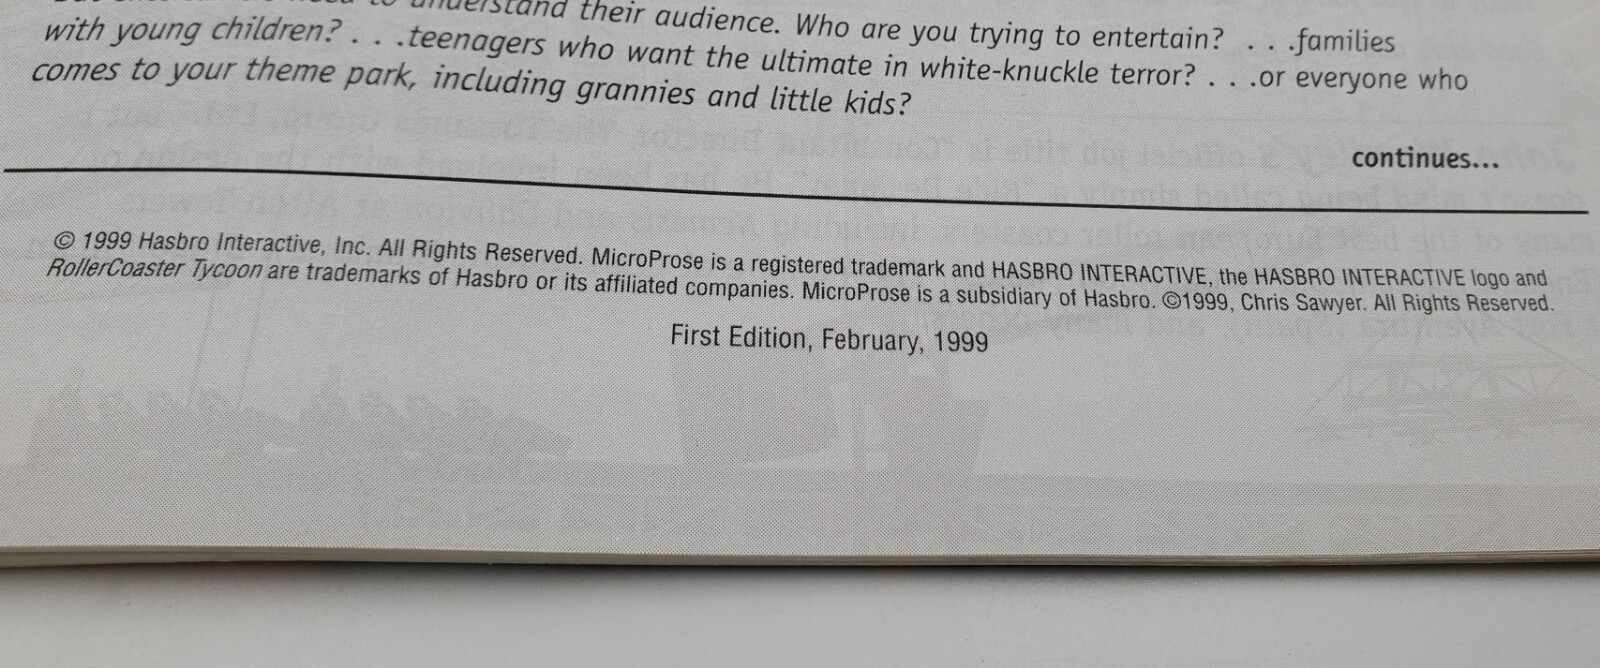 understand their audience. Who are you trying to entertain? . . .families
with young children? . . .teenagers who want the ultimate in white-knuckle terror? . . .or everyone who
comes to your theme park, including grannies and little kids?
continues...
© 1999 Hasbro Interactive, Inc. All Rights Reserved. MicroProse is a registered trademark and HASBRO INTERACTIVE, the HASBRO INTERACTIVE logo and
RollerCoaster Tycoon are trademarks of Hasbro or its affiliated companies. MicroProse is a subsidiary of Hasbro. ©1999, Chris Sawyer. All Rights Reserved.
First Edition, February, 1999